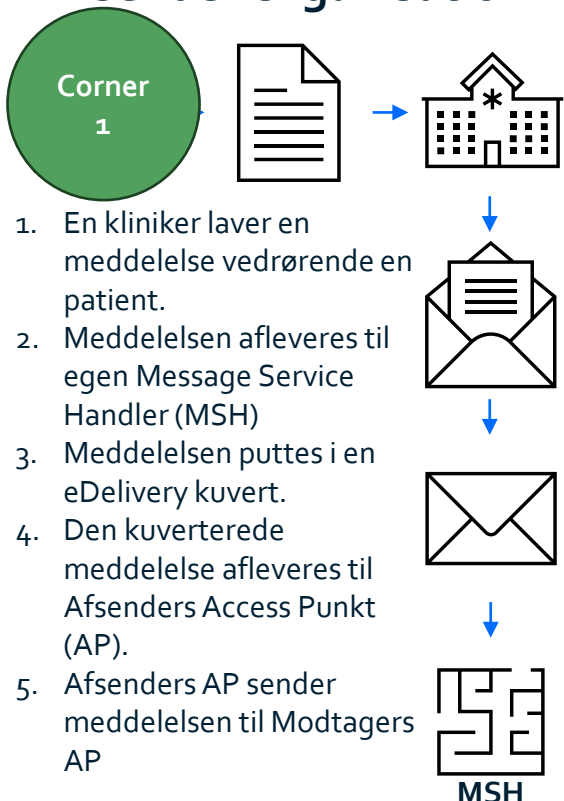 Corner
1
1. En kliniker laver en
meddelelse vedrørende en
patient.
2. Meddelelsen afleveres til
egen Message Service
Handler (MSH)
3. Meddelelsen puttes i en
eDelivery kuvert.
4. Den kuverterede
meddelelse afleveres til
Afsenders Access Punkt
(AP).
5. Afsenders AP sender
meddelelsen til Modtagers
AP
MSH